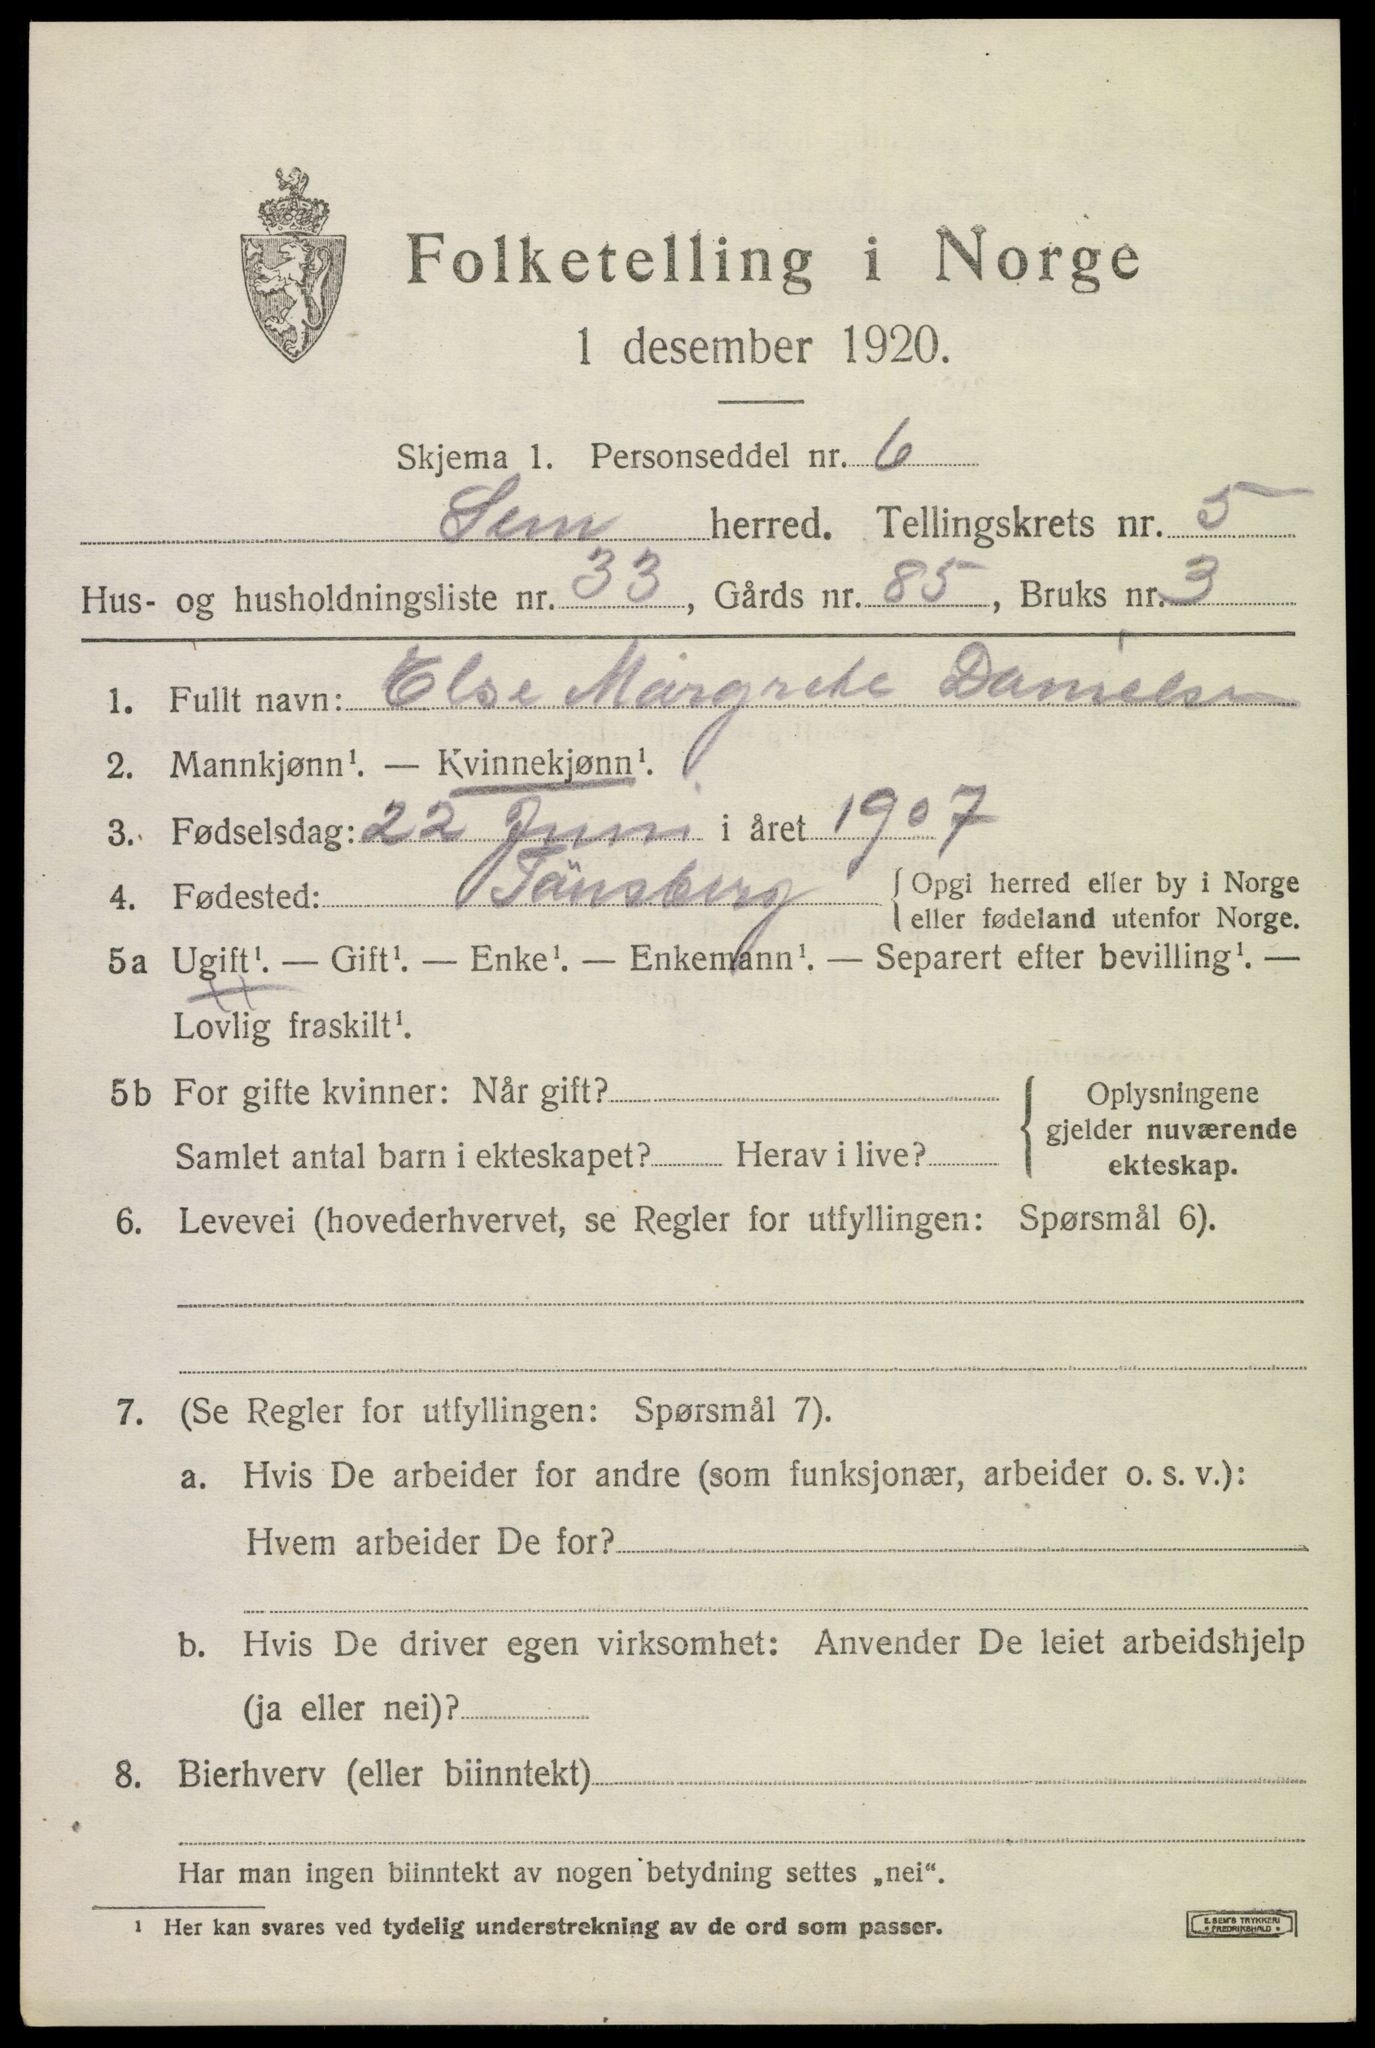 Folketelling i Norge
1 desember 1920.
Skjema 1. Personseddel nr. 6
Sem herred. Tellingskrets nr. 5
Hus- og husholdningsliste nr. 33, Gårds nr. 85, Bruks nr. 3
1. Fullt navn: Else Margrete Danielsen
2. Mannkjønn¹. — Kvinnekjønn¹.
3. Fødselsdag: 22 Juni i året 1907
4. Fødested: Tønsberg { Opgi herred eller by i Norge
eller fødeland utenfor Norge.
5a Ugift¹. — Gift¹. — Enke¹. — Enkemann¹. — Separert efter bevilling¹. —
Lovlig fraskilt¹.
5b For gifte kvinner: Når gift?
Samlet antal barn i ekteskapet? Herav i live?
Oplysningene
gjelder nuværende
ekteskap.
6. Levevei (hovederhvervet, se Regler for utfyllingen: Spørsmål 6).
7. (Se Regler for utfyllingen: Spørsmål 7).
a. Hvis De arbeider for andre (som funksjonær, arbeider o. s. v.):
Hvem arbeider De for?
b. Hvis De driver egen virksomhet: Anvender De leiet arbeidshjelp
(ja eller nei)?
8. Bierhverv (eller biinntekt)
Har man ingen biinntekt av nogen betydning settes „nei“.
¹ Her kan svares ved tydelig understrekning av de ord som passer.
E. SEM'S TRYKKERI
• FREDRIKSHALD •